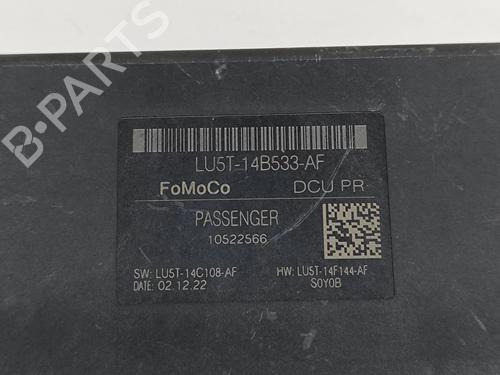 LU5T-14B533-AF
FoMoCo DCU PR
PASSENGER
10522566
SW: LU5T-14C108-AF HW: LU5T-14F144-AF
DATE: 02.12.22 S0Y0B
B-PARTS